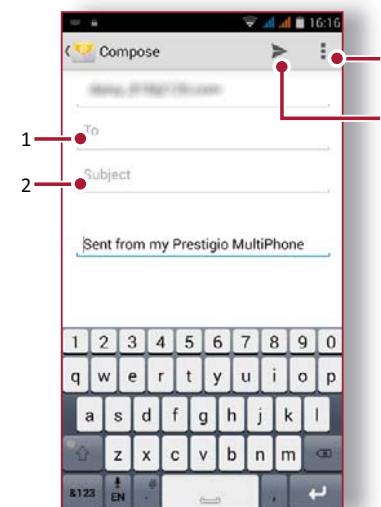 16:16
Compose
To
1
Subject
2
Sent from my Prestigio MultiPhone
1 2 3 4 5 6 7 8 9 0
q w e r t y u i o p
a s d f g h j k l
z x c v b n m
&123 EN . ,